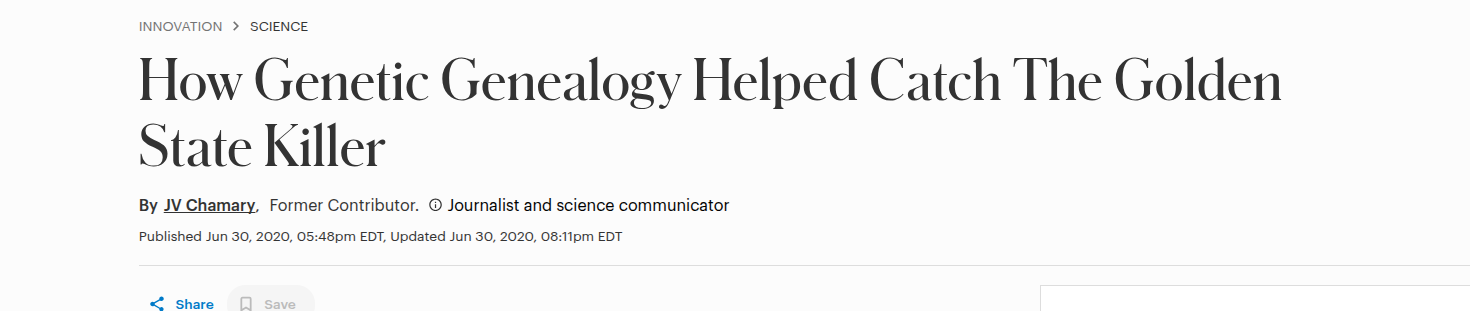 INNOVATION > SCIENCE
How Genetic Genealogy Helped Catch The Golden
State Killer
By JV Chamary, Former Contributor. Journalist and science communicator
Published Jun 30, 2020, 05:48pm EDT, Updated Jun 30, 2020, 08:11pm EDT
Share Save